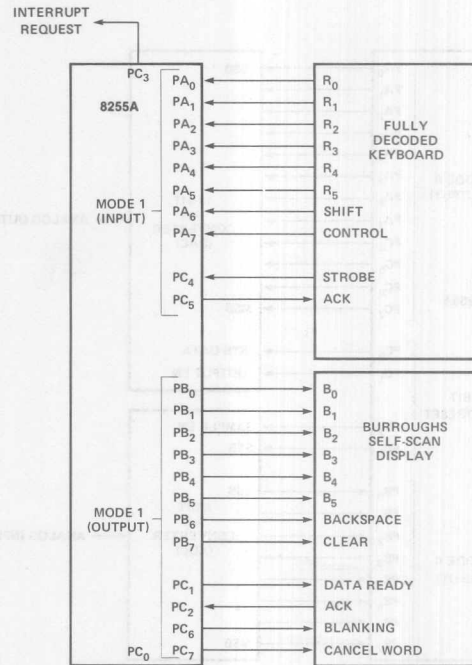 INTERRUPT
REQUEST
PC3
8255A
MODE 1
(INPUT)
PA0 R0
PA1 R1
PA2 R2
PA3 R3
PA4 R4
PA5 R5
PA6 SHIFT
PA7 CONTROL
PC4 STROBE
PC5 ACK
FULLY
DECODED
KEYBOARD
MODE 1
(OUTPUT)
PB0 B0
PB1 B1
PB2 B2
PB3 B3
PB4 B4
PB5 B5
PB6 BACKSPACE
PB7 CLEAR
PC1 DATA READY
PC2 ACK
PC6 BLANKING
PC7 CANCEL WORD
BURROUGHS
SELF-SCAN
DISPLAY
PC0